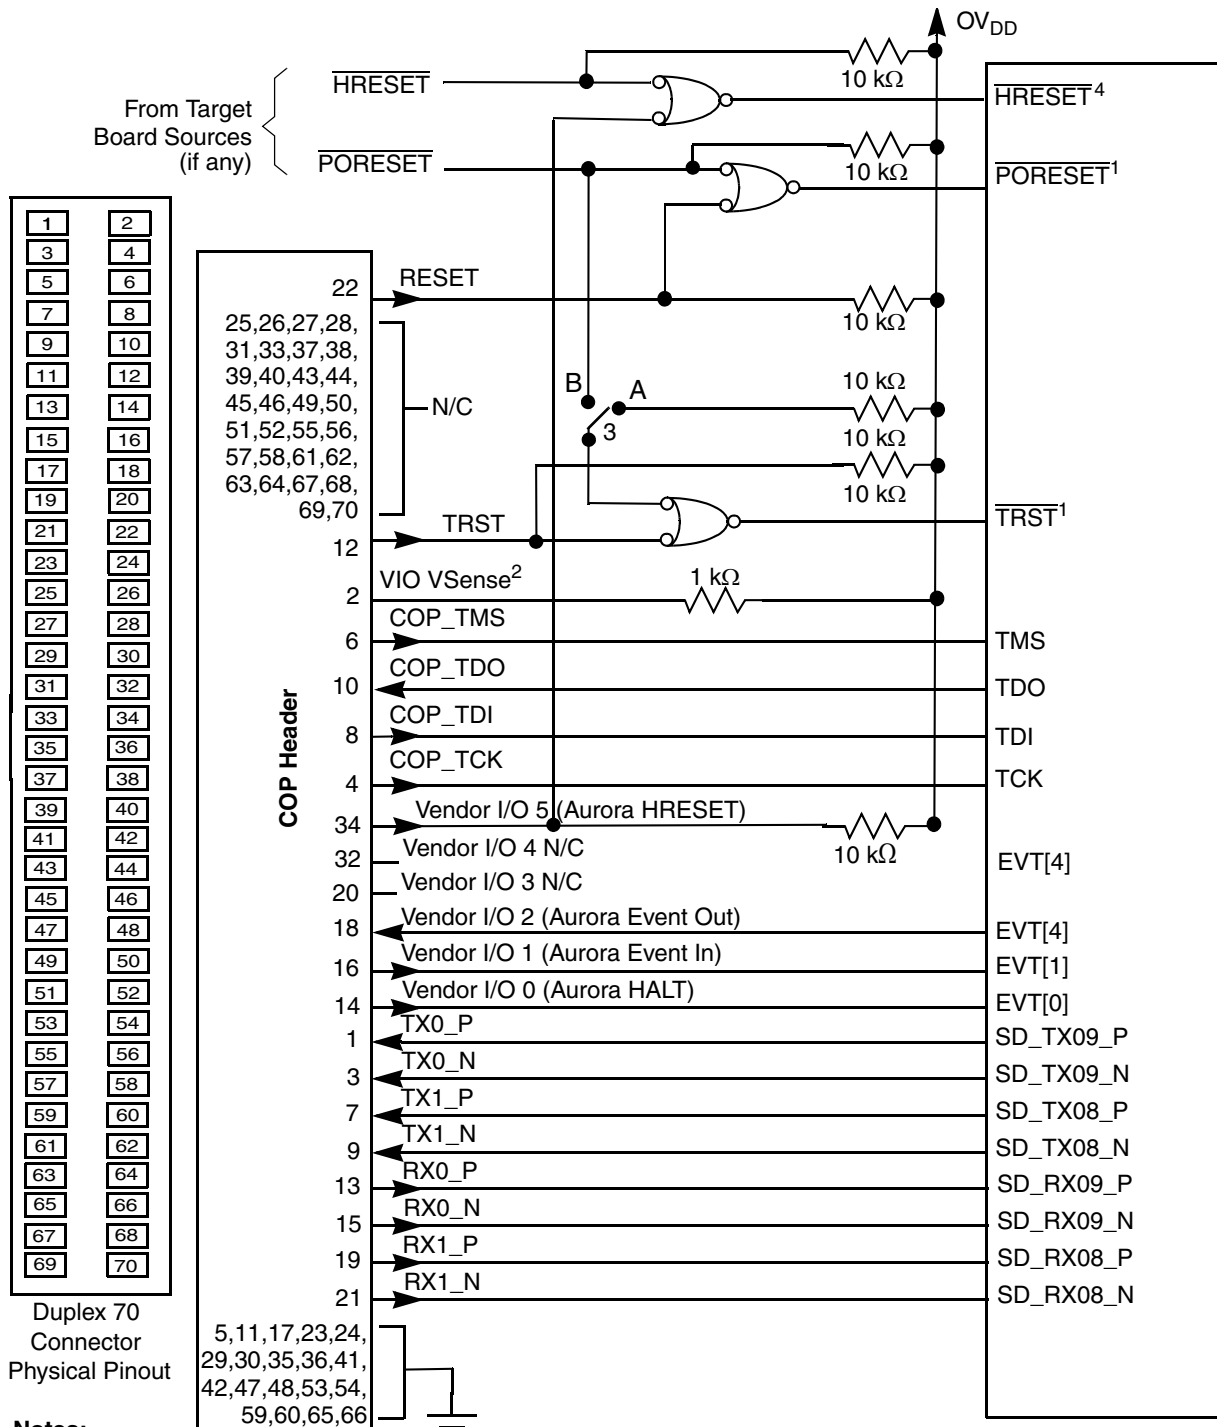 OVDD
10 kΩ
HRESET
HRESET4
From Target
Board Sources
(if any)
PORESET
10 kΩ
PORESET1
1 2
3 4
5 6
7 8
9 10
11 12
13 14
15 16
17 18
19 20
21 22
23 24
25 26
27 28
29 30
31 32
33 34
35 36
37 38
39 40
41 42
43 44
45 46
47 48
49 50
51 52
53 54
55 56
57 58
59 60
61 62
63 64
65 66
67 68
69 70
Duplex 70
Connector
Physical Pinout
Notes:
COP Header
22 RESET
10 kΩ
25,26,27,28,
31,33,37,38,
39,40,43,44,
45,46,49,50,
51,52,55,56,
57,58,61,62,
63,64,67,68,
69,70
N/C
B A
3
10 kΩ
10 kΩ
10 kΩ
12 TRST
TRST1
2 VIO VSense2
1 kΩ
6 COP_TMS TMS
10 COP_TDO TDO
8 COP_TDI TDI
4 COP_TCK TCK
34 Vendor I/O 5 (Aurora HRESET)
10 kΩ
32 Vendor I/O 4 N/C
EVT[4]
20 Vendor I/O 3 N/C
18 Vendor I/O 2 (Aurora Event Out) EVT[4]
16 Vendor I/O 1 (Aurora Event In) EVT[1]
14 Vendor I/O 0 (Aurora HALT) EVT[0]
1 TX0_P SD_TX09_P
3 TX0_N SD_TX09_N
7 TX1_P SD_TX08_P
9 TX1_N SD_TX08_N
13 RX0_P SD_RX09_P
15 RX0_N SD_RX09_N
19 RX1_P SD_RX08_P
21 RX1_N SD_RX08_N
5,11,17,23,24,
29,30,35,36,41,
42,47,48,53,54,
59,60,65,66